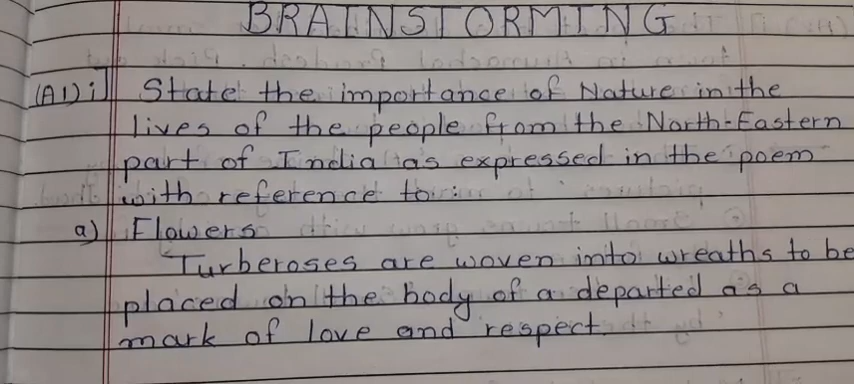 BRAINSTORMING
(A1) i] State the importance of Nature in the
lives of the people from the North-Eastern
part of India as expressed in the poem
with reference to :
a) Flowers
Turberoses are woven into wreaths to be
placed on the body of a departed as a
mark of love and respect.